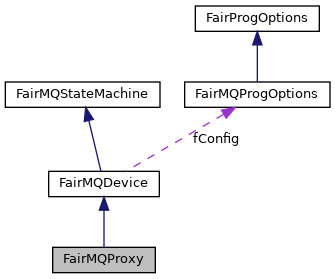 FairProgOptions
FairMQStateMachine
FairMQProgOptions
fConfig
FairMQDevice
FairMQProxy